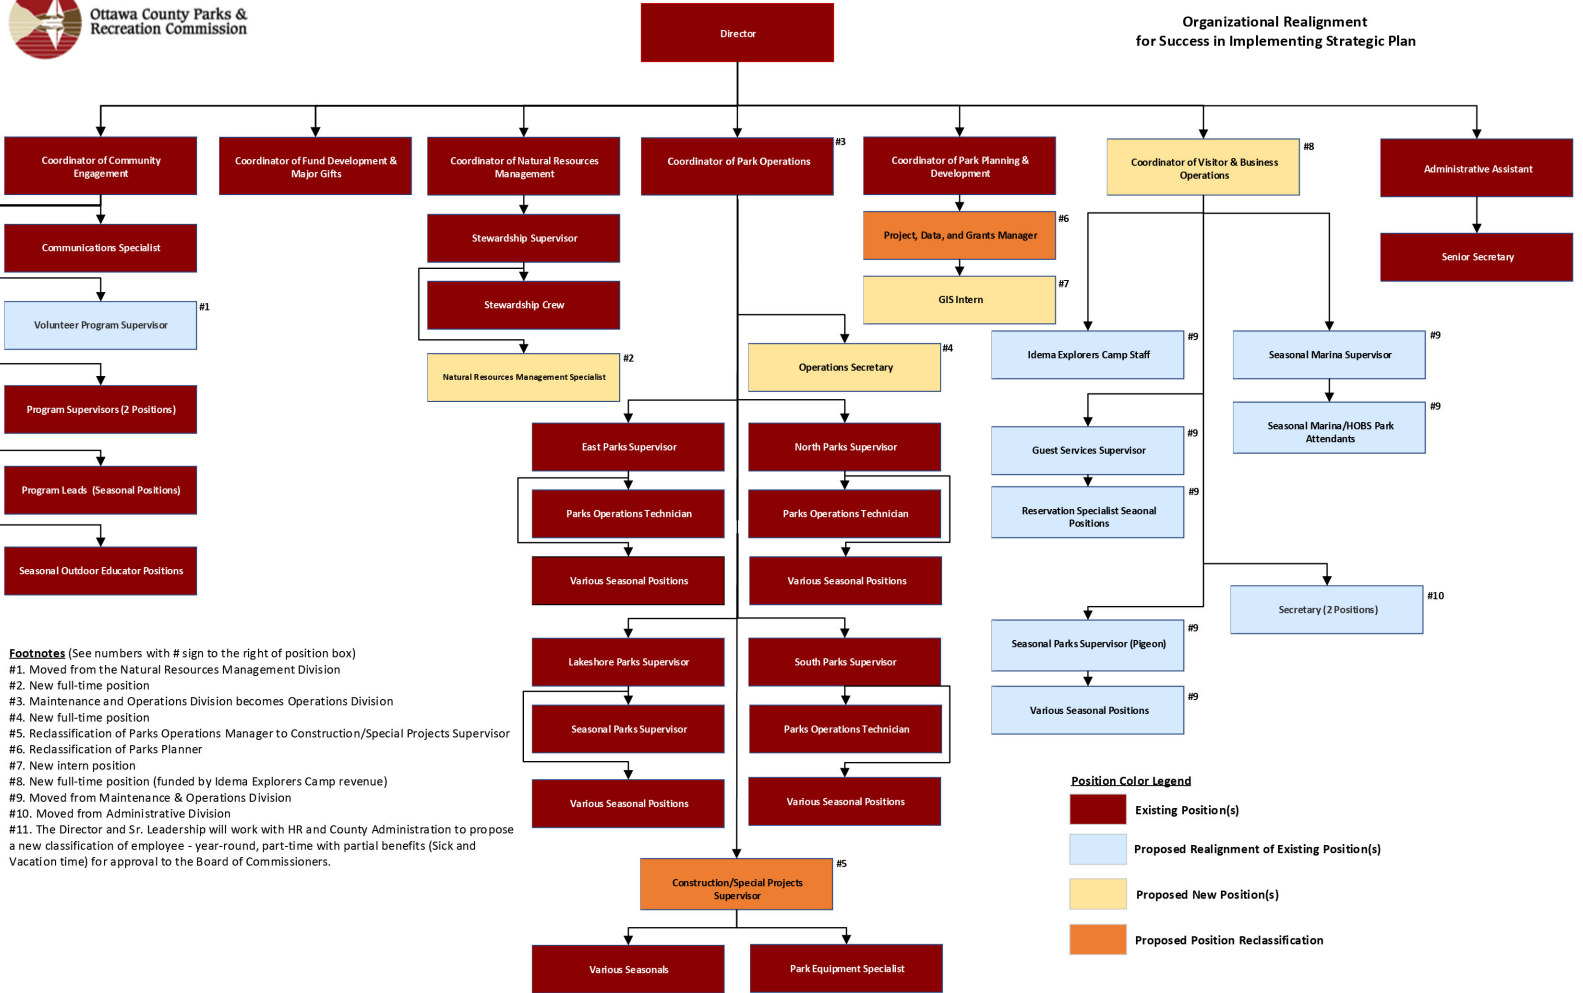 Ottawa County Parks &
Recreation Commission
Organizational Realignment
for Success in Implementing Strategic Plan
Director
Coordinator of Community
Engagement
Coordinator of Fund Development &
Major Gifts
Coordinator of Natural Resources
Management
Coordinator of Park Operations
#3
Coordinator of Park Planning &
Development
Coordinator of Visitor & Business
Operations
#8
Administrative Assistant
Communications Specialist
Stewardship Supervisor
Project, Data, and Grants Manager
#6
Senior Secretary
Stewardship Crew
GIS Intern
#7
Volunteer Program Supervisor
#1
Natural Resources Management Specialist
#2
Operations Secretary
#4
Idema Explorers Camp Staff
#9
Seasonal Marina Supervisor
#9
Program Supervisors (2 Positions)
Seasonal Marina/HOBS Park
Attendants
#9
East Parks Supervisor
North Parks Supervisor
Guest Services Supervisor
#9
Program Leads (Seasonal Positions)
Parks Operations Technician
Parks Operations Technician
Reservation Specialist Seaonal
Positions
#9
Seasonal Outdoor Educator Positions
Various Seasonal Positions
Various Seasonal Positions
Secretary (2 Positions)
#10
Lakeshore Parks Supervisor
South Parks Supervisor
Seasonal Parks Supervisor (Pigeon)
#9
Seasonal Parks Supervisor
Parks Operations Technician
Various Seasonal Positions
#9
Various Seasonal Positions
Various Seasonal Positions
Construction/Special Projects
Supervisor
#5
Various Seasonals
Park Equipment Specialist
Footnotes (See numbers with # sign to the right of position box)
#1. Moved from the Natural Resources Management Division
#2. New full-time position
#3. Maintenance and Operations Division becomes Operations Division
#4. New full-time position
#5. Reclassification of Parks Operations Manager to Construction/Special Projects Supervisor
#6. Reclassification of Parks Planner
#7. New intern position
#8. New full-time position (funded by Idema Explorers Camp revenue)
#9. Moved from Maintenance & Operations Division
#10. Moved from Administrative Division
#11. The Director and Sr. Leadership will work with HR and County Administration to propose
a new classification of employee - year-round, part-time with partial benefits (Sick and
Vacation time) for approval to the Board of Commissioners.
Position Color Legend
Existing Position(s)
Proposed Realignment of Existing Position(s)
Proposed New Position(s)
Proposed Position Reclassification